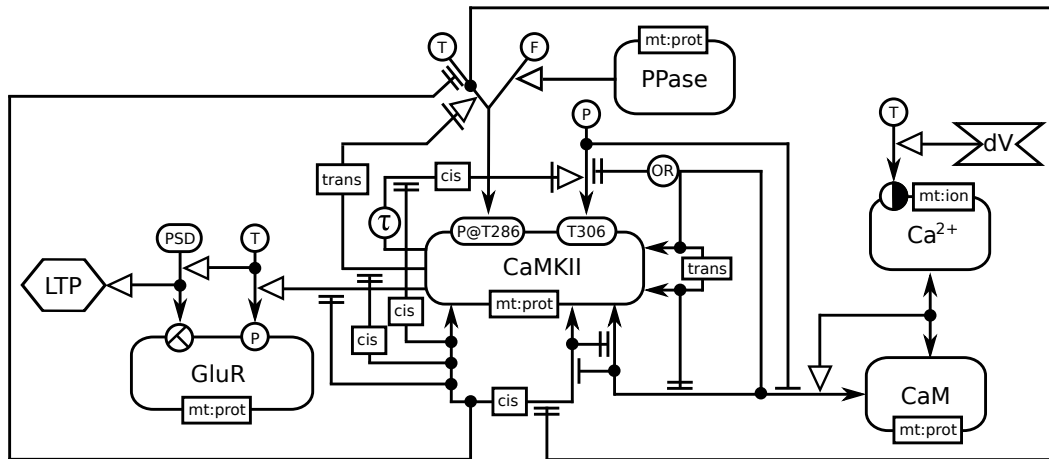 T
F
mt:prot
PPase
P
T
dV
trans
cis
OR
τ
mt:ion
Ca2+
PSD
T
P@T286
T306
CaMKII
trans
LTP
mt:prot
cis
P
cis
GluR
mt:prot
cis
CaM
mt:prot